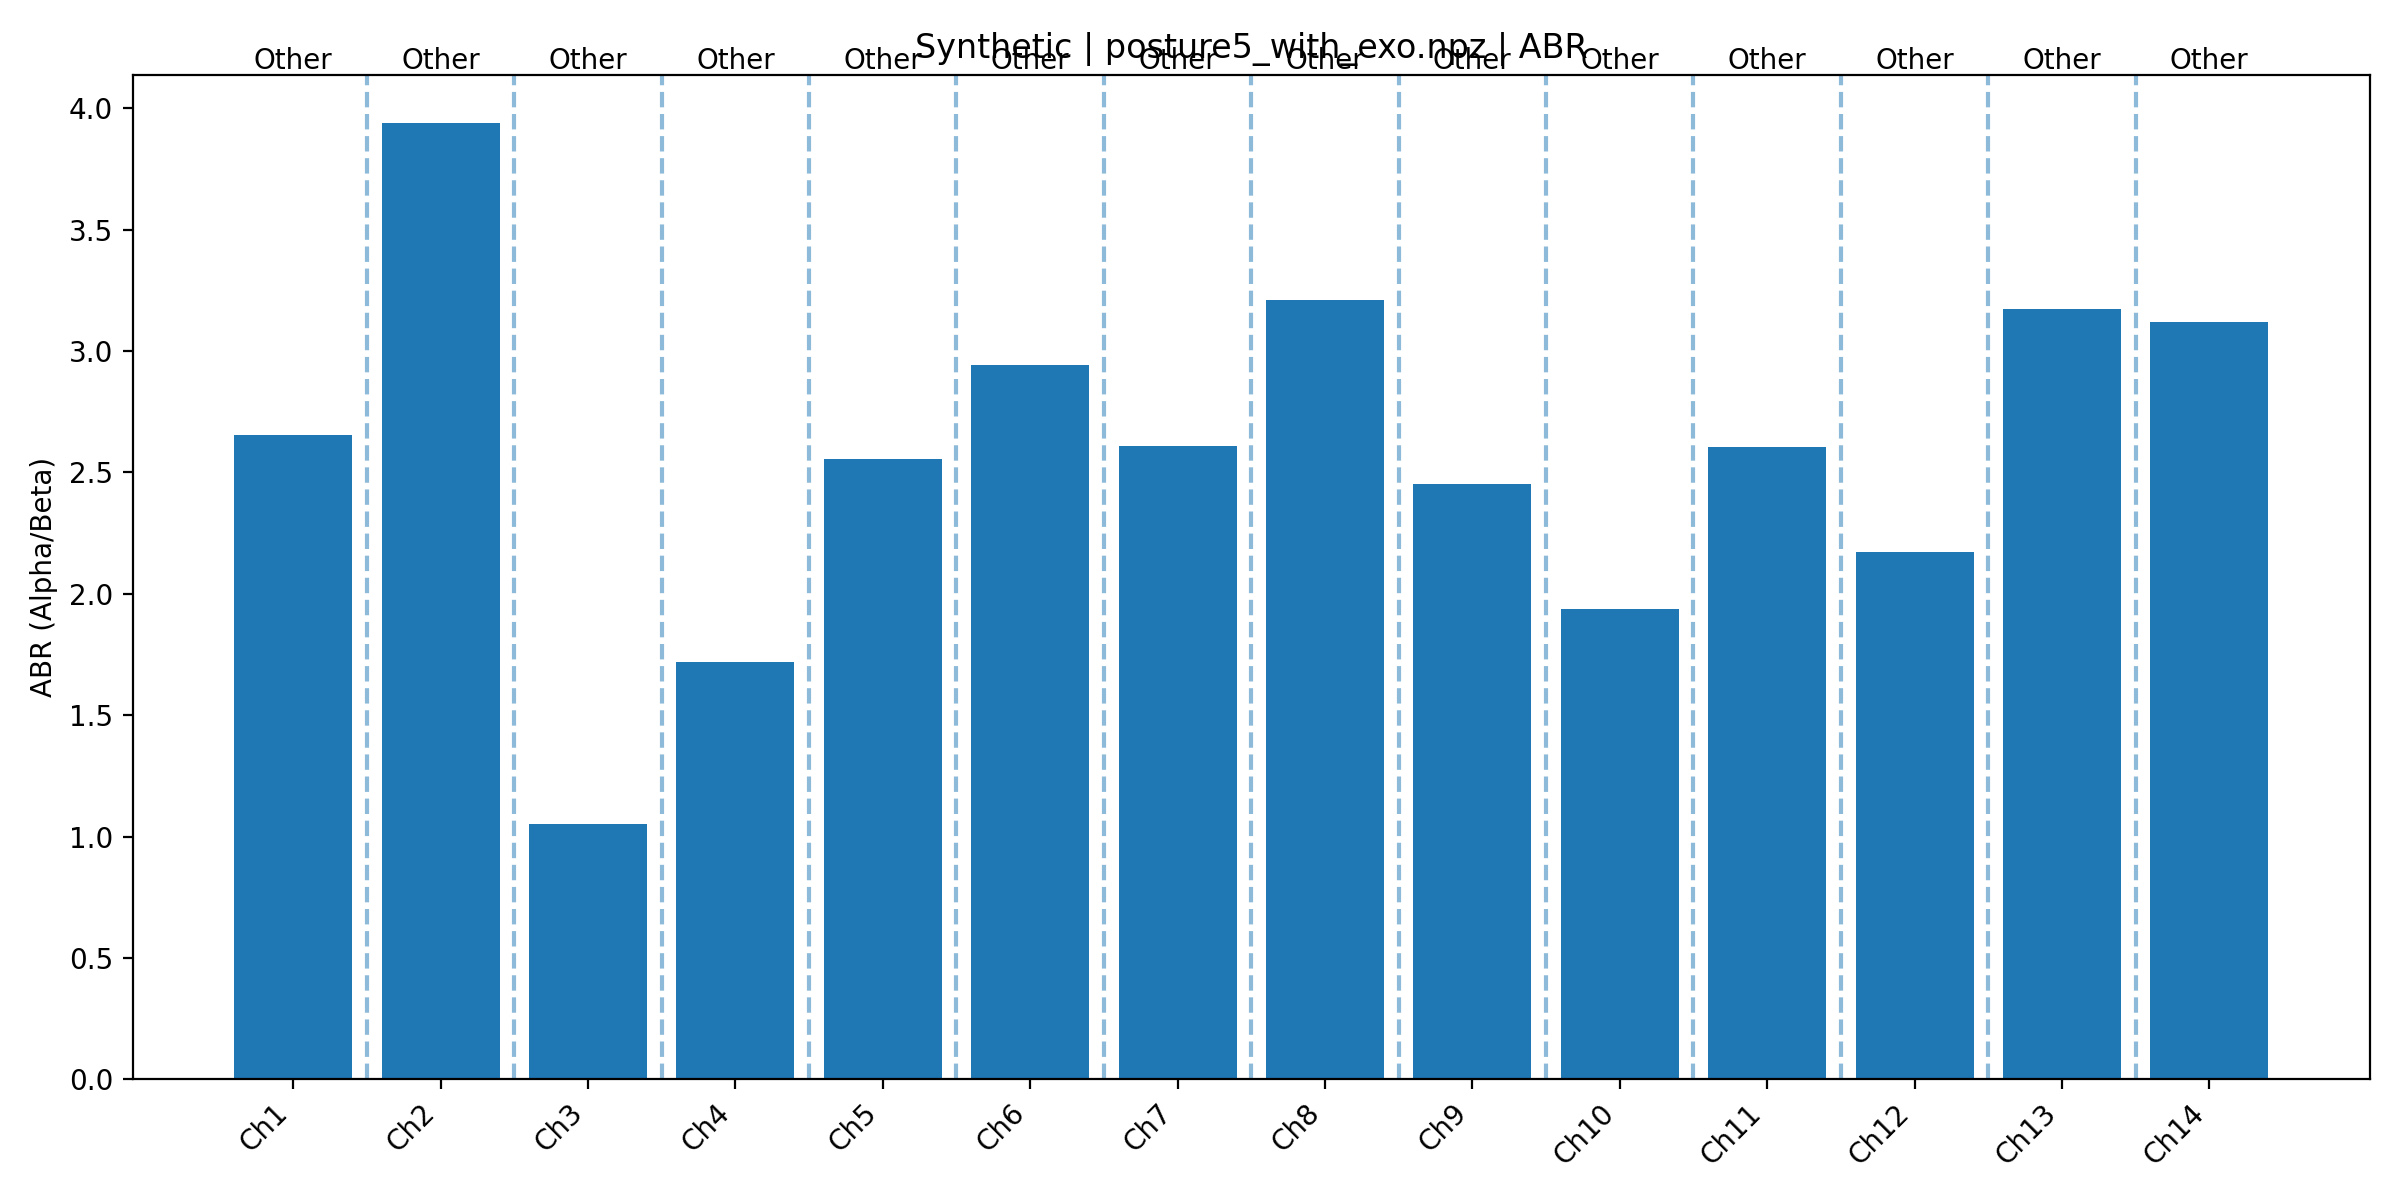 Synthetic | posture5_with_exo.npz | ABR
Other Other Other Other Other Other Other Other Other Other Other Other Other Other
4.0
3.5
3.0
2.5
2.0
1.5
1.0
0.5
0.0
ABR (Alpha/Beta)
Ch1 Ch2 Ch3 Ch4 Ch5 Ch6 Ch7 Ch8 Ch9 Ch10 Ch11 Ch12 Ch13 Ch14